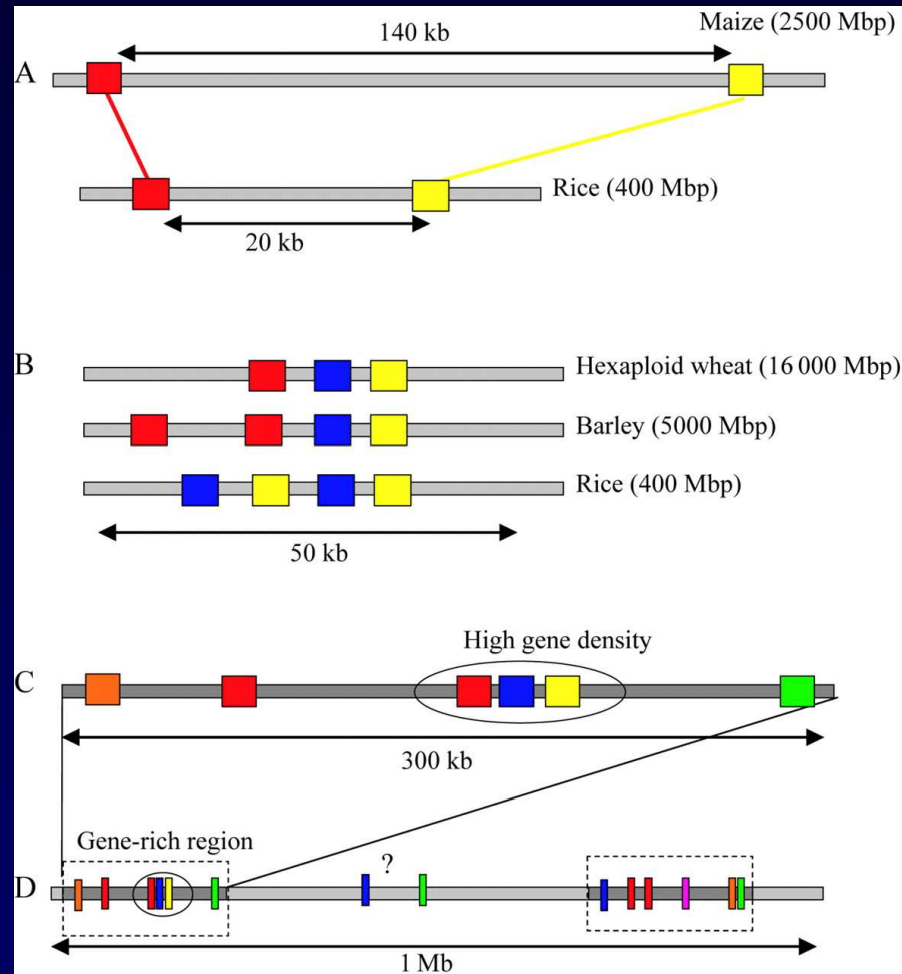 Maize (2500 Mbp)
140 kb
A
Rice (400 Mbp)
20 kb
B
Hexaploid wheat (16 000 Mbp)
Barley (5000 Mbp)
Rice (400 Mbp)
50 kb
High gene density
C
300 kb
Gene-rich region
?
D
1 Mb